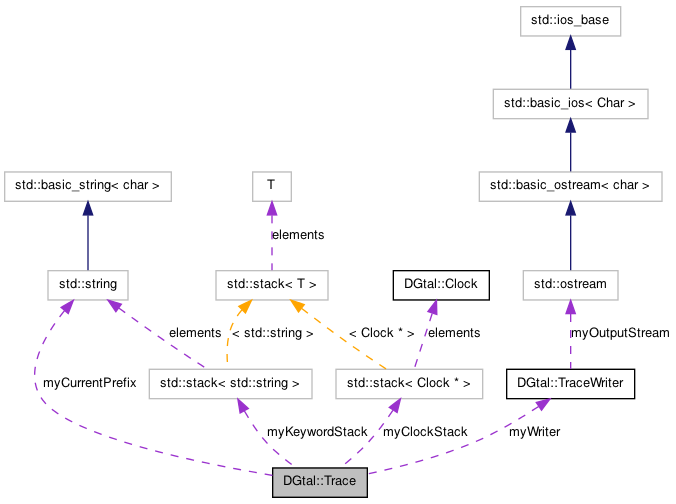 std::ios_base
std::basic_ios< Char >
std::basic_string< char >
T
std::basic_ostream< char >
elements
std::string
std::stack< T >
DGtal::Clock
std::ostream
elements
< std::string >
< Clock * >
elements
myOutputStream
myCurrentPrefix
std::stack< std::string >
std::stack< Clock * >
DGtal::TraceWriter
myKeywordStack
myClockStack
myWriter
DGtal::Trace